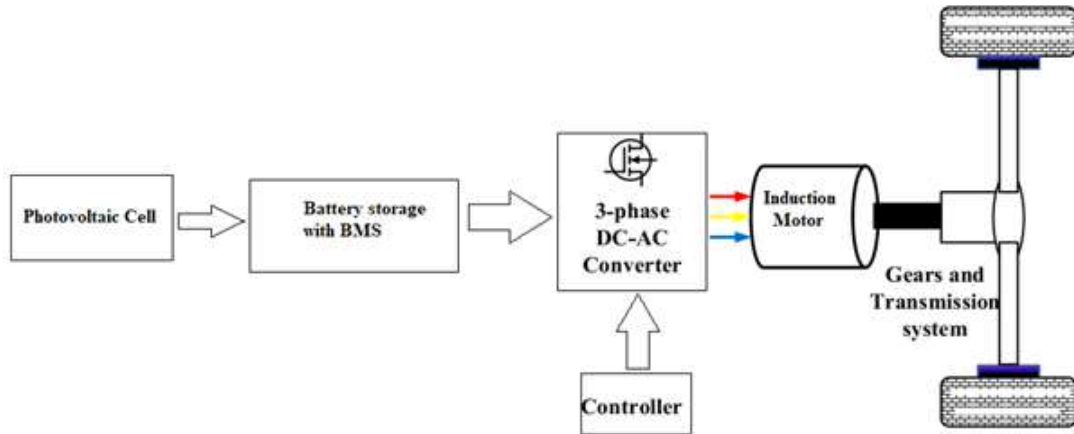 Photovoltaic Cell
Battery storage
with BMS
3-phase
DC-AC
Converter
Induction
Motor
Gears and
Transmission
system
Controller